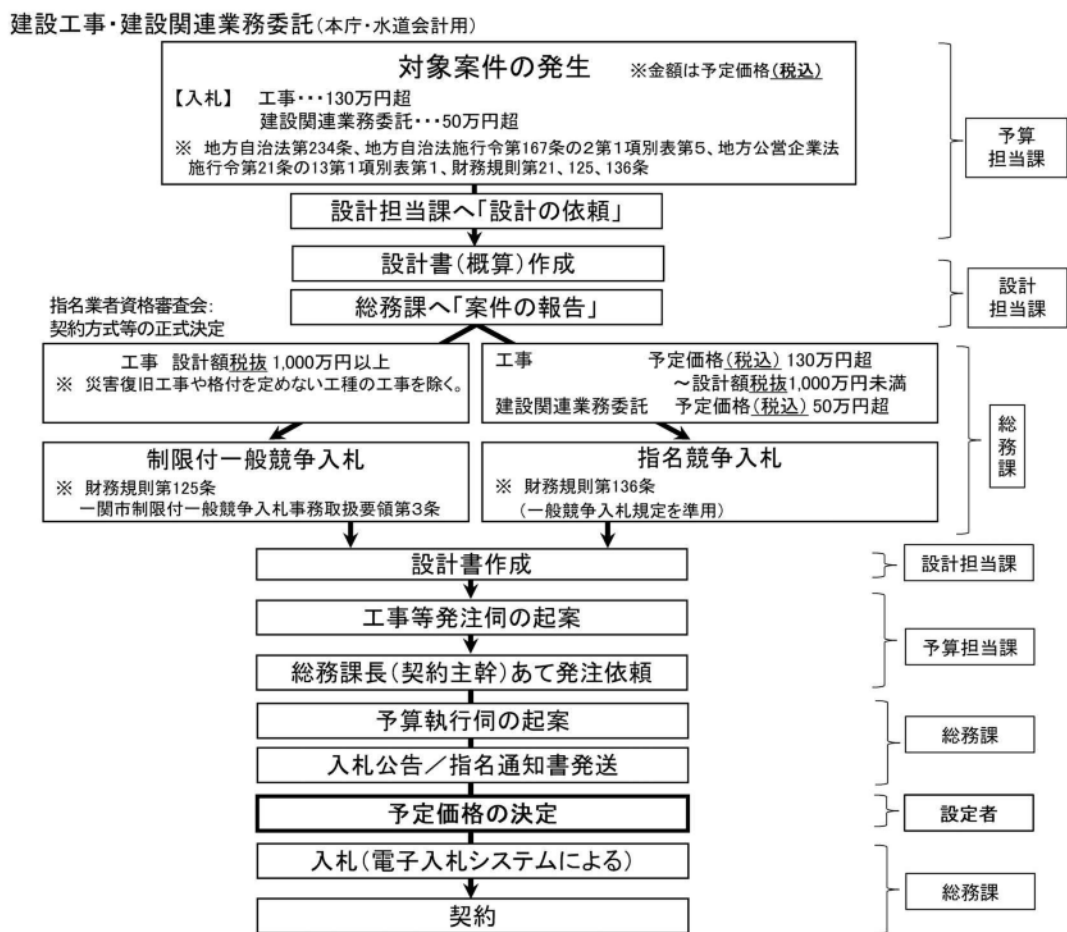 建設工事・建設関連業務委託(本庁・水道会計用)
対象案件の発生 ※金額は予定価格(税込)
【入札】 工事・・・130万円超
建設関連業務委託・・・50万円超
※ 地方自治法第234条、地方自治法施行令第167条の2第1項別表第5、地方公営企業法
施行令第21条の13第1項別表第1、財務規則第21、125、136条
予算
担当課
設計担当課へ「設計の依頼」
設計書(概算)作成
設計
担当課
総務課へ「案件の報告」
指名業者資格審査会:
契約方式等の正式決定
工事 設計額税抜 1,000万円以上
※ 災害復旧工事や格付を定めない工種の工事を除く。
工事 予定価格(税込) 130万円超
～設計額税抜1,000万円未満
建設関連業務委託 予定価格(税込) 50万円超
総務課
制限付一般競争入札
※ 財務規則第125条
一関市制限付一般競争入札事務取扱要領第3条
指名競争入札
※ 財務規則第136条
(一般競争入札規定を準用)
設計書作成
設計担当課
工事等発注伺の起案
総務課長(契約主幹)あて発注依頼
予算担当課
予算執行伺の起案
入札公告／指名通知書発送
総務課
予定価格の決定
設定者
入札(電子入札システムによる)
契約
総務課